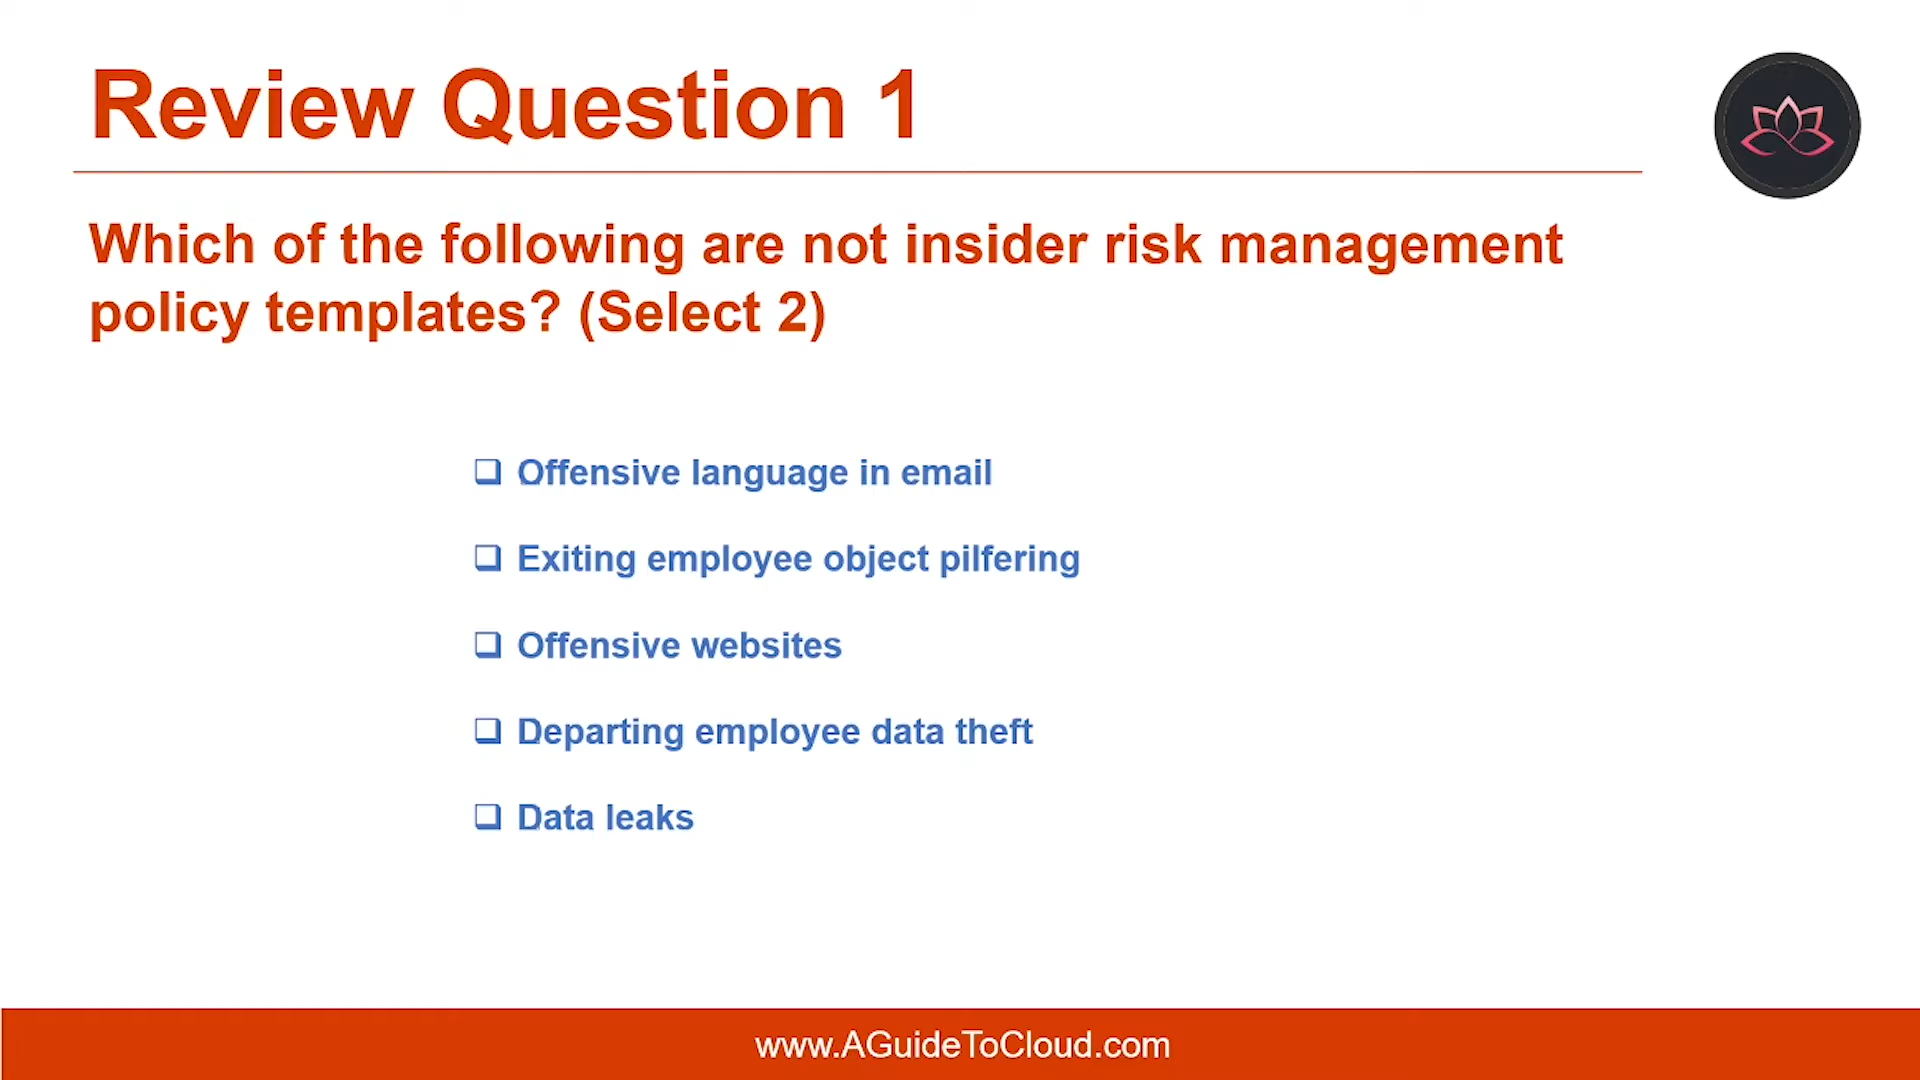 Review Question 1
Which of the following are not insider risk management
policy templates? (Select 2)
Offensive language in email
Exiting employee object pilfering
Offensive websites
Departing employee data theft
Data leaks
www.AGuideToCloud.com